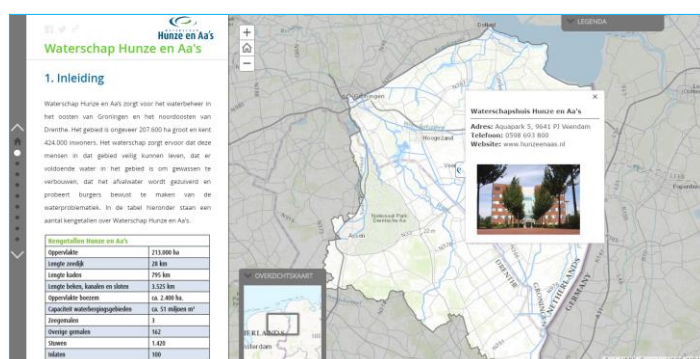 WATERSCHAP
Hunze en Aa's
Waterschap Hunze en Aa's
1. Inleiding
Waterschap Hunze en Aa's zorgt voor het waterbeheer in
het oosten van Groningen en het noordoosten van
Drenthe. Het gebied is ongeveer 207.600 ha groot en kent
424.000 inwoners. Het waterschap zorgt ervoor dat deze
mensen in dat gebied veilig kunnen leven, dat er
voldoende water in het gebied is om gewassen te
verbouwen, dat het afvalwater wordt gezuiverd en
probeert burgers bewust te maken van de
waterproblematiek. In de tabel hieronder staan een
aantal kengetallen over Waterschap Hunze en Aa's.
Kengetallen Hunze en Aa's
Oppervlakte 213.000 ha
Lengte zeedijk 28 km
Lengte kaden 795 km
Lengte beken, kanalen en sloten 3.525 km
Oppervlakte boezem ca. 2.400 ha.
Capaciteit waterbergingsgebieden ca. 51 miljoen m³
Zeegemalen 3
Overige gemalen 162
Stuwen 1.420
Inlaten 100
LEGENDA
Waterschapshuis Hunze en Aa's
Adres: Aquapark 5, 9641 PJ Veendam
Telefoon: 0598 693 800
Website: www.hunzeenaas.nl
Hoogezand
Nationaal Park
Drentsche Aa
Assen
22 m
DRENTHE
GRONINGEN
NETHERLANDS
GERMANY
OVERZICHTSKAART